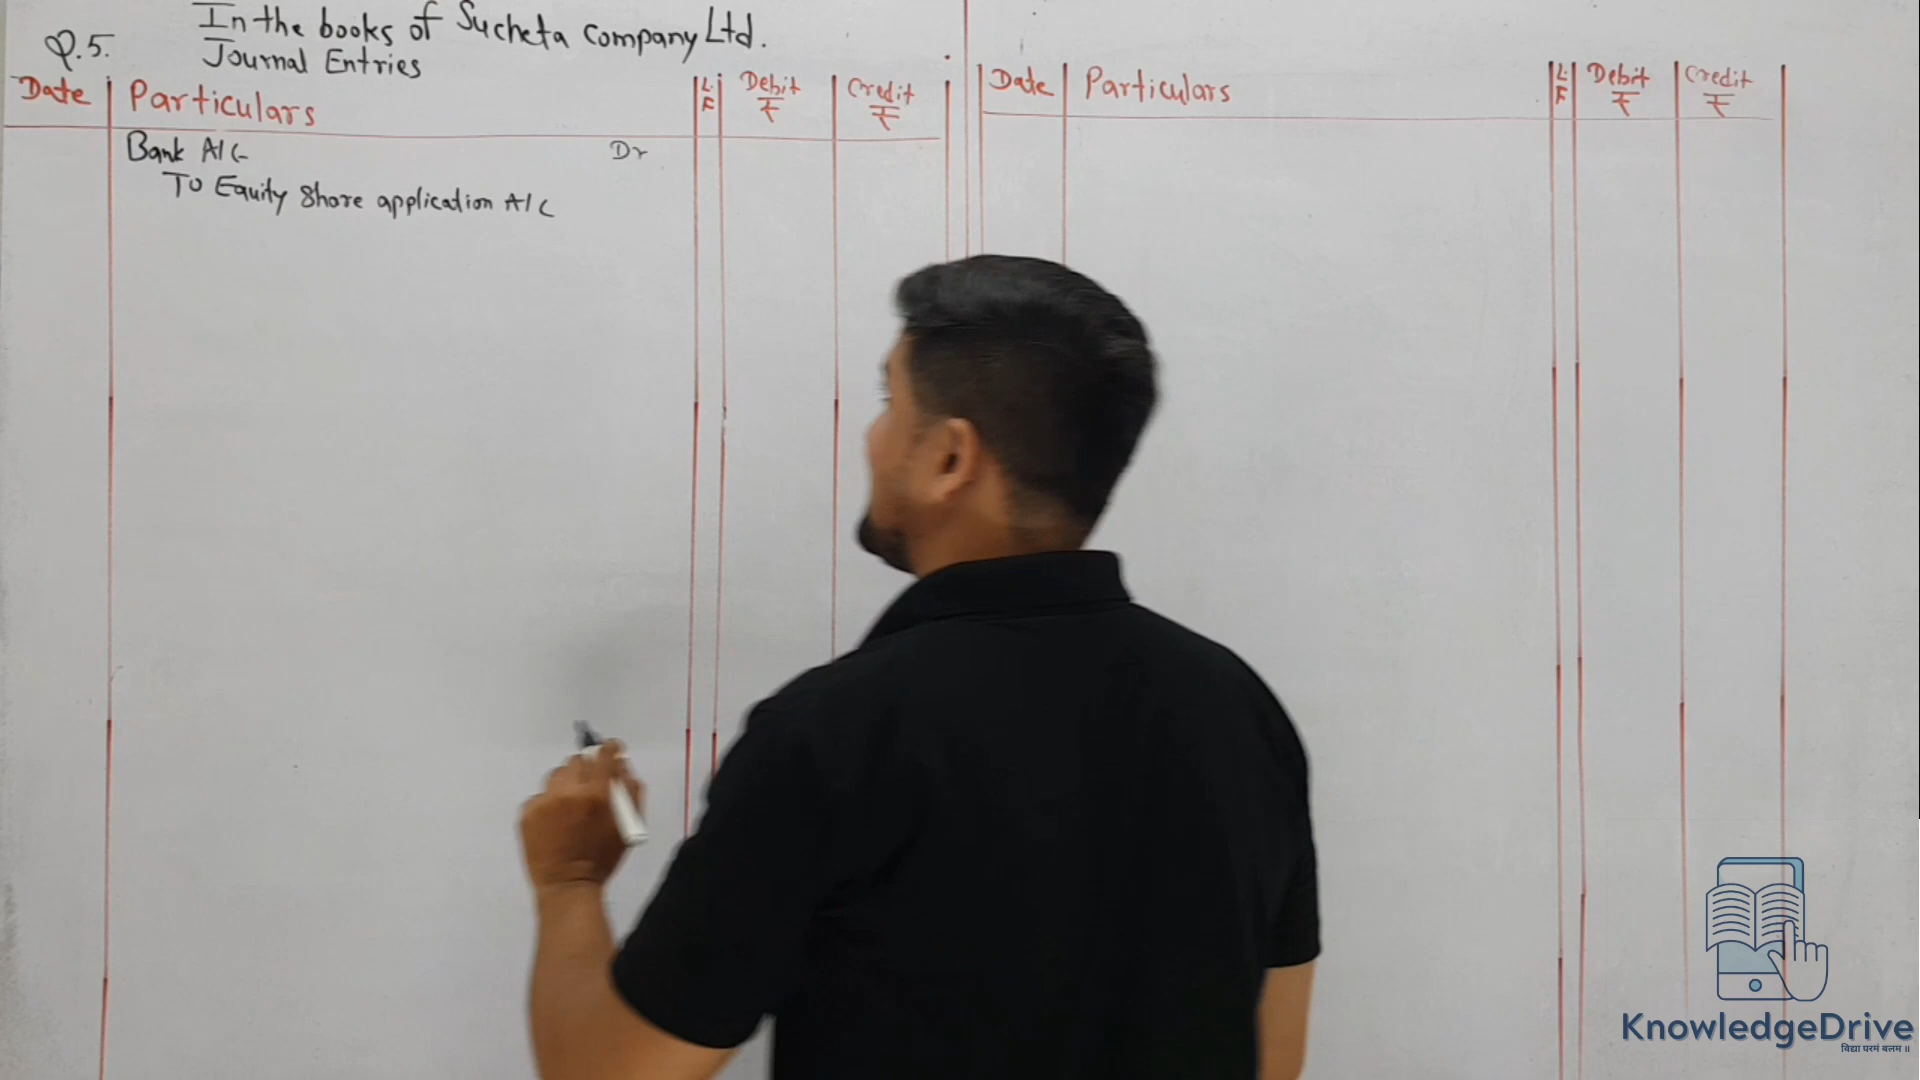 Q.5.
In the books of Sucheta company Ltd.
Journal Entries
Date Particulars L.F Debit ₹ Credit ₹
Bank A/C Dr
To Equity Share application A/C
Date Particulars L.F Debit ₹ Credit ₹
KnowledgeDrive
विद्या परमं बलम ॥